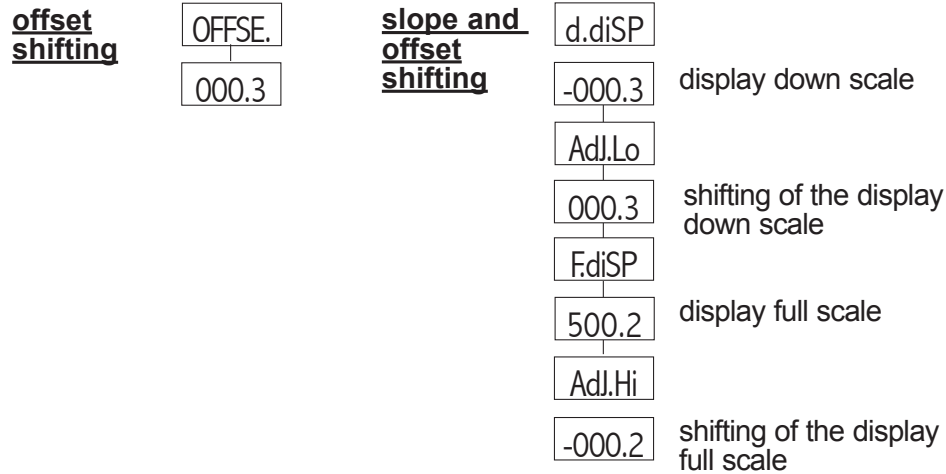 offset
shifting
OFFSE.
000.3
slope and
offset
shifting
d.diSP
-000.3
display down scale
AdJ.Lo
000.3
shifting of the display
down scale
F.diSP
500.2
display full scale
AdJ.Hi
-000.2
shifting of the display
full scale